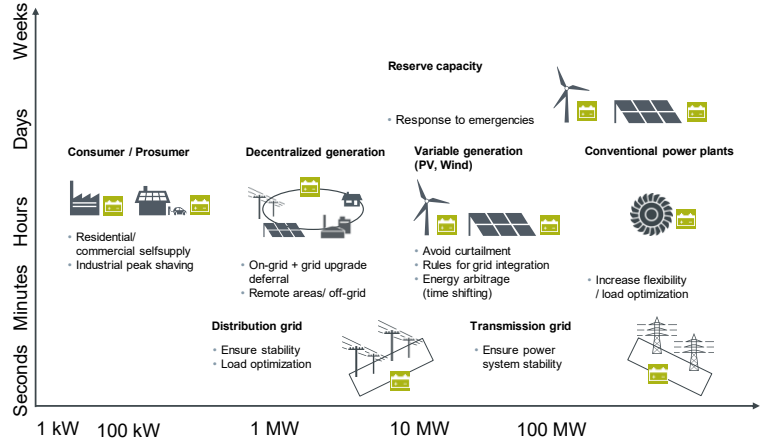 Weeks
Days
Hours
Minutes
Seconds
Reserve capacity
• Response to emergencies
Consumer / Prosumer
• Residential/
commercial selfsupply
• Industrial peak shaving
Decentralized generation
• On-grid + grid upgrade
deferral
• Remote areas/ off-grid
Variable generation
(PV, Wind)
• Avoid curtailment
• Rules for grid integration
• Energy arbitrage
(time shifting)
Conventional power plants
• Increase flexibility
/ load optimization
Distribution grid
• Ensure stability
• Load optimization
Transmission grid
• Ensure power
system stability
1 kW
100 kW
1 MW
10 MW
100 MW